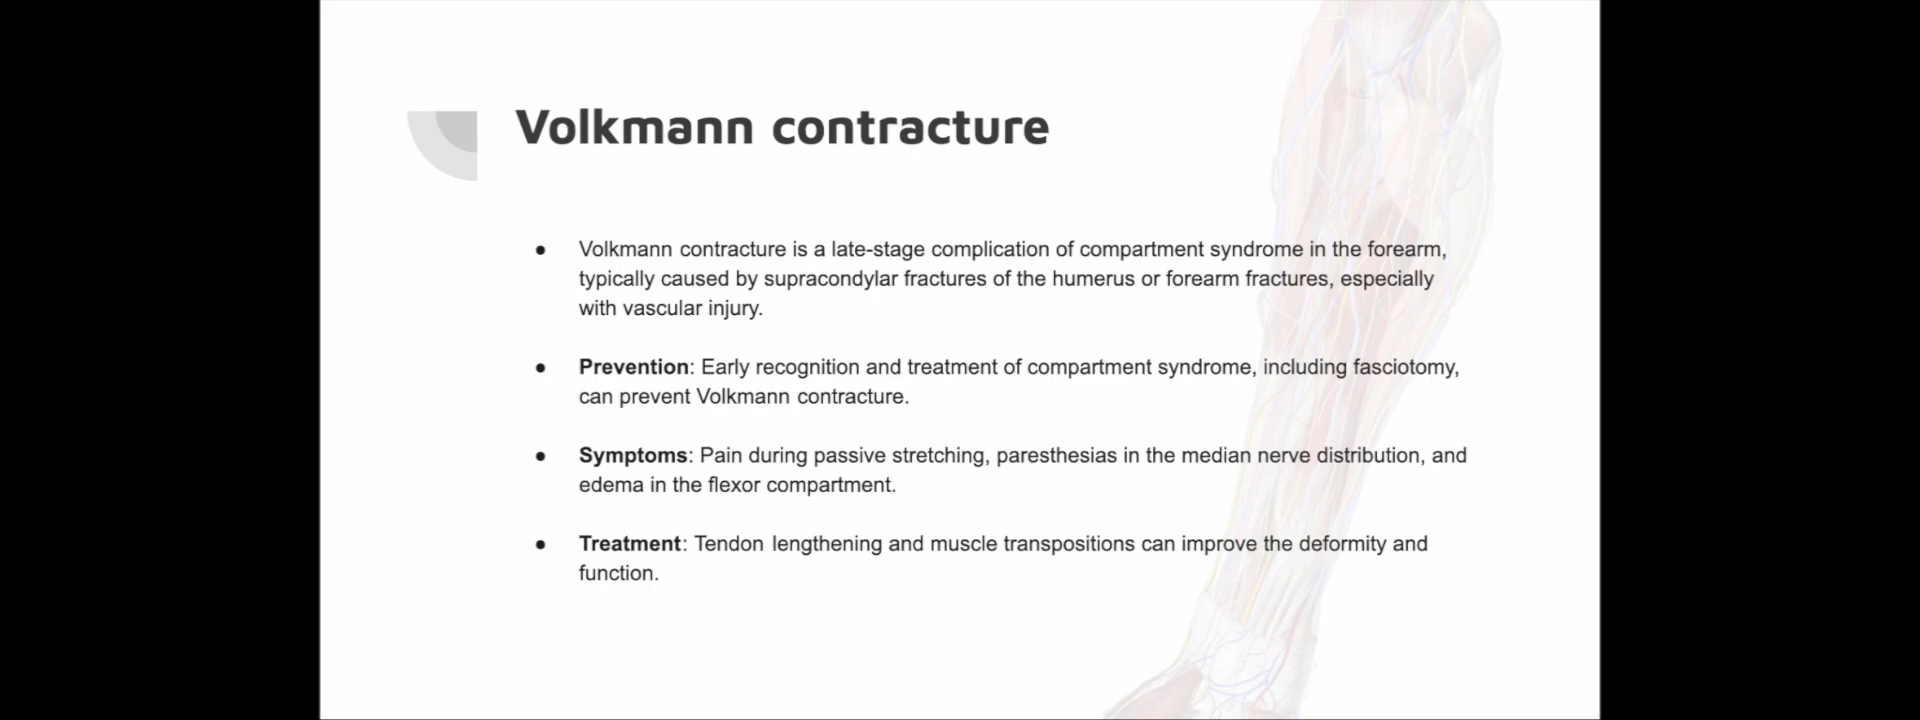 Volkmann contracture
● Volkmann contracture is a late-stage complication of compartment syndrome in the forearm,
typically caused by supracondylar fractures of the humerus or forearm fractures, especially
with vascular injury.
● Prevention: Early recognition and treatment of compartment syndrome, including fasciotomy,
can prevent Volkmann contracture.
● Symptoms: Pain during passive stretching, paresthesias in the median nerve distribution, and
edema in the flexor compartment.
● Treatment: Tendon lengthening and muscle transpositions can improve the deformity and
function.